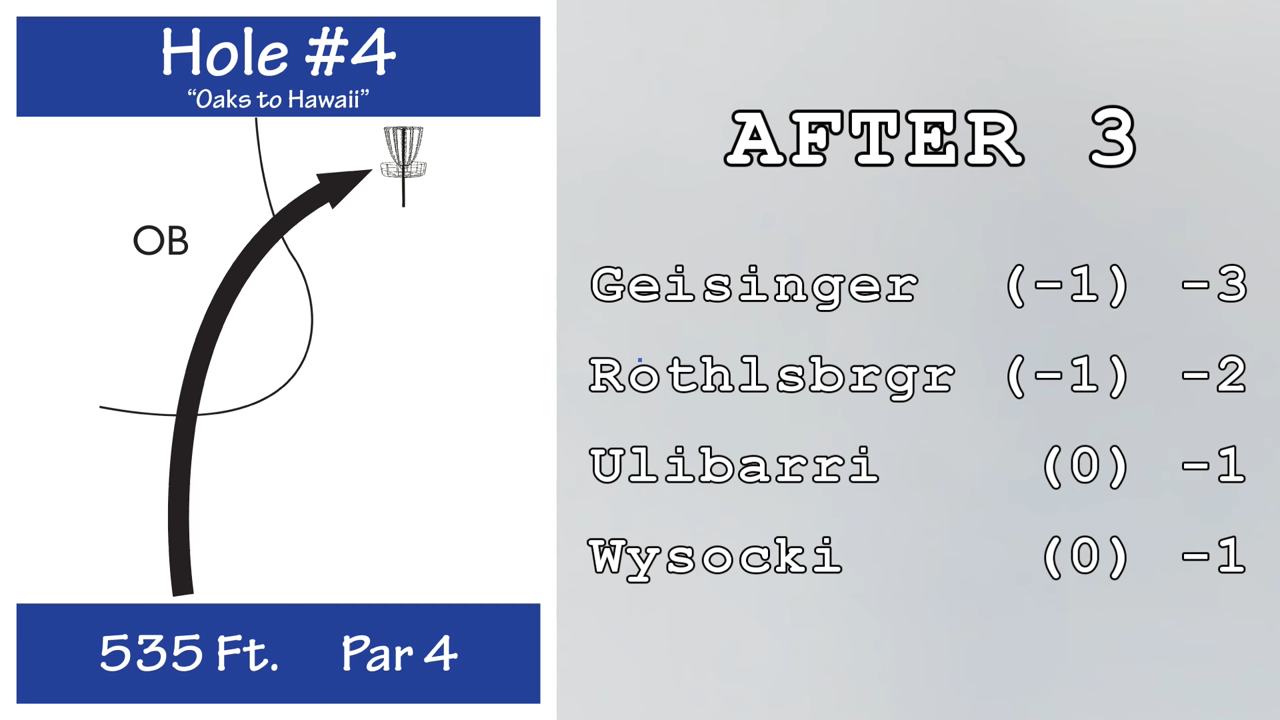 Hole #4
“Oaks to Hawaii”
OB
535 Ft. Par 4
AFTER 3
Geisinger (-1) -3
Rothlsbrgr (-1) -2
Ulibarri (0) -1
Wysocki (0) -1